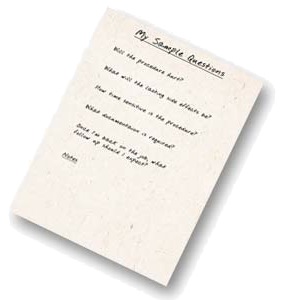 My Sample Questions
Will the procedure hurt?
What will the lasting side effects be?
How time sensitive is the procedure?
What documentation is required?
Once I'm back on the job, what
follow up should I expect?
Notes